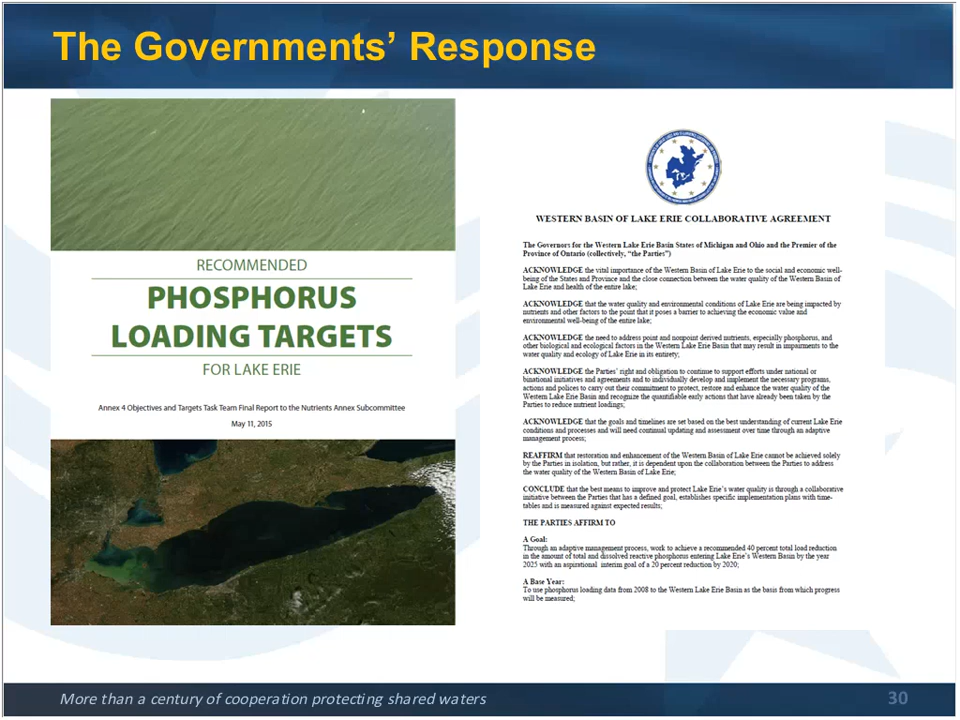 The Governments’ Response
RECOMMENDED
PHOSPHORUS
LOADING TARGETS
FOR LAKE ERIE
Annex 4 Objectives and Targets Task Team Final Report to the Nutrients Annex Subcommittee
May 11, 2015
WESTERN BASIN OF LAKE ERIE COLLABORATIVE AGREEMENT
The Governors for the Western Lake Erie Basin States of Michigan and Ohio and the Premier of the
Province of Ontario (collectively, “the Parties”)
ACKNOWLEDGE the vital importance of the Western Basin of Lake Erie to the social and economic well-
being of the States and Province and the close connection between the water quality of the Western Basin of
Lake Erie and health of the entire lake;
ACKNOWLEDGE that the water quality and environmental conditions of Lake Erie are being impacted by
nutrients and other factors to the point that it poses a barrier to achieving the economic value and
environmental well-being of the entire lake;
ACKNOWLEDGE the need to address point and nonpoint derived nutrients, especially phosphorus, and
other biological and ecological factors in the Western Lake Erie Basin that may result in impairments to the
water quality and ecology of Lake Erie in its entirety;
ACKNOWLEDGE the Parties’ right and obligation to continue to support efforts under national or
binational initiatives and agreements and to individually develop and implement the necessary programs,
actions and polices to carry out their commitment to protect, restore and enhance the water quality of the
Western Lake Erie Basin and recognize the quantifiable early actions that have already been taken by the
Parties to reduce nutrient loadings;
ACKNOWLEDGE that the goals and timelines are set based on the best understanding of current Lake Erie
conditions and processes and will need continual updating and assessment over time through an adaptive
management process;
REAFFIRM that restoration and enhancement of the Western Basin of Lake Erie cannot be achieved solely
by the Parties in isolation, but rather, it is dependent upon the collaboration between the Parties to address
the water quality of the Western Basin of Lake Erie;
CONCLUDE that the best means to improve and protect Lake Erie’s water quality is through a collaborative
initiative between the Parties that has a defined goal, establishes specific implementation plans with time-
tables and is measured against expected results;
THE PARTIES AFFIRM TO
A Goal:
Through an adaptive management process, work to achieve a recommended 40 percent total load reduction
in the amount of total and dissolved reactive phosphorus entering Lake Erie’s Western Basin by the year
2025 with an aspirational interim goal of a 20 percent reduction by 2020;
A Base Year:
To use phosphorus loading data from 2008 to the Western Lake Erie Basin as the basis from which progress
will be measured;
More than a century of cooperation protecting shared waters
30